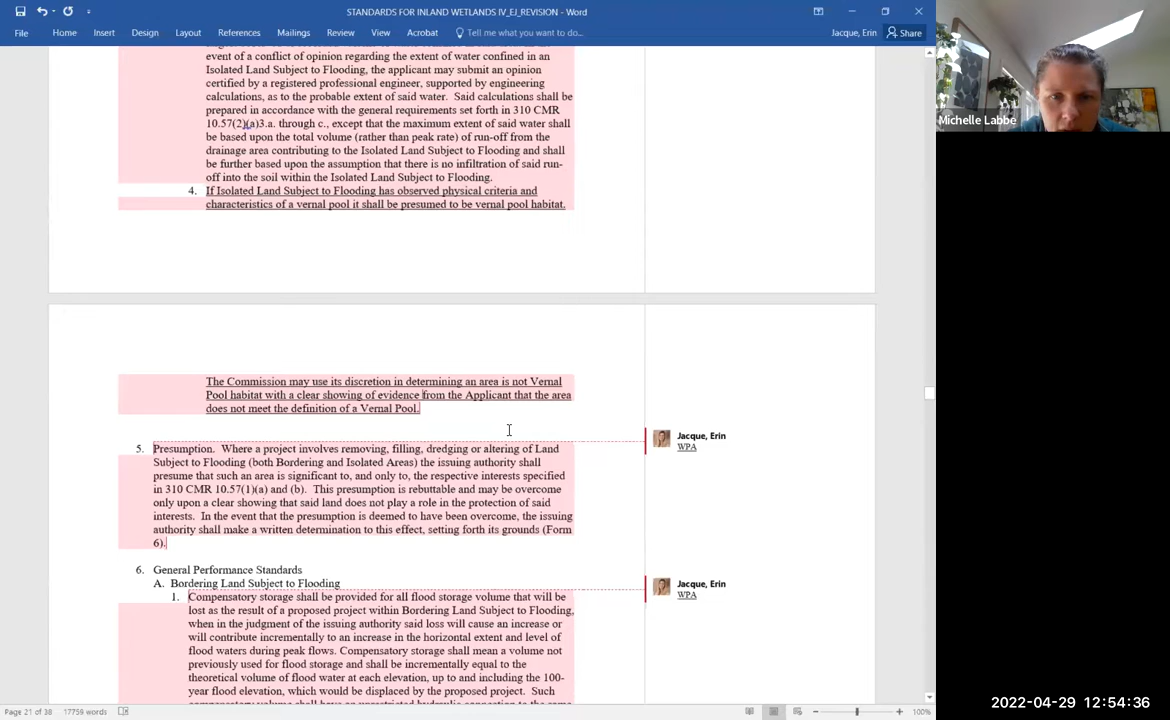 STANDARDS FOR INLAND WETLANDS IV_EJ_REVISION - Word
File Home Insert Design Layout References Mailings Review View Acrobat Tell me what you want to do... Jacque, Erin Share
event of a conflict of opinion regarding the extent of water confined in an
Isolated Land Subject to Flooding, the applicant may submit an opinion
certified by a registered professional engineer, supported by engineering
calculations, as to the probable extent of said water. Said calculations shall be
prepared in accordance with the general requirements set forth in 310 CMR
10.57(2)(a)3.a. through c., except that the maximum extent of said water shall
be based upon the total volume (rather than peak rate) of run-off from the
drainage area contributing to the Isolated Land Subject to Flooding and shall
be further based upon the assumption that there is no infiltration of said run-
off into the soil within the Isolated Land Subject to Flooding.
4. If Isolated Land Subject to Flooding has observed physical criteria and
characteristics of a vernal pool it shall be presumed to be vernal pool habitat.
The Commission may use its discretion in determining an area is not Vernal
Pool habitat with a clear showing of evidence from the Applicant that the area
does not meet the definition of a Vernal Pool.
5. Presumption. Where a project involves removing, filling, dredging or altering of Land
Subject to Flooding (both Bordering and Isolated Areas) the issuing authority shall
presume that such an area is significant to, and only to, the respective interests specified
in 310 CMR 10.57(1)(a) and (b). This presumption is rebuttable and may be overcome
only upon a clear showing that said land does not play a role in the protection of said
interests. In the event that the presumption is deemed to have been overcome, the issuing
authority shall make a written determination to this effect, setting forth its grounds (Form
6).
Jacque, Erin
WPA
6. General Performance Standards
A. Bordering Land Subject to Flooding
1. Compensatory storage shall be provided for all flood storage volume that will be
lost as the result of a proposed project within Bordering Land Subject to Flooding,
when in the judgment of the issuing authority said loss will cause an increase or
will contribute incrementally to an increase in the horizontal extent and level of
flood waters during peak flows. Compensatory storage shall mean a volume not
previously used for flood storage and shall be incrementally equal to the
theoretical volume of flood water at each elevation, up to and including the 100-
year flood elevation, which would be displaced by the proposed project. Such
Jacque, Erin
WPA
Page 21 of 38 17759 words 100%
Michelle Labbe
2022-04-29 12:54:36